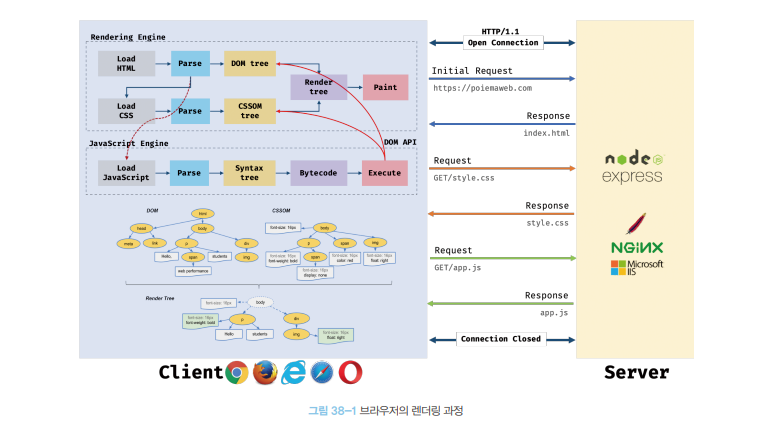 Rendering Engine
Load HTML
Parse
DOM tree
Render tree
Paint
Load CSS
Parse
CSSOM tree
DOM API
JavaScript Engine
Load JavaScript
Parse
Syntax tree
Bytecode
Execute
DOM
html
head
body
meta
link
p
div
Hello,
span
students
img
web performance
CSSOM
body
font-size: 16px
p
span
img
font-size: 16px
font-weight: bold
span
font-size: 16px
color: red
font-size: 16px
float: right
font-size: 16px
display: none
Render Tree
font-size: 16px
body
font-size: 16px
font-weight: bold
p
div
Hello
students
img
font-size: 16px
float: right
HTTP/1.1
Open Connection
Initial Request
https://poiemaweb.com
Response
index.html
Request
GET/style.css
Response
style.css
Request
GET/app.js
Response
app.js
Connection Closed
node
JS
express
NGINX
Microsoft
IIS
Client
Server
그림 38-1 브라우저의 렌더링 과정